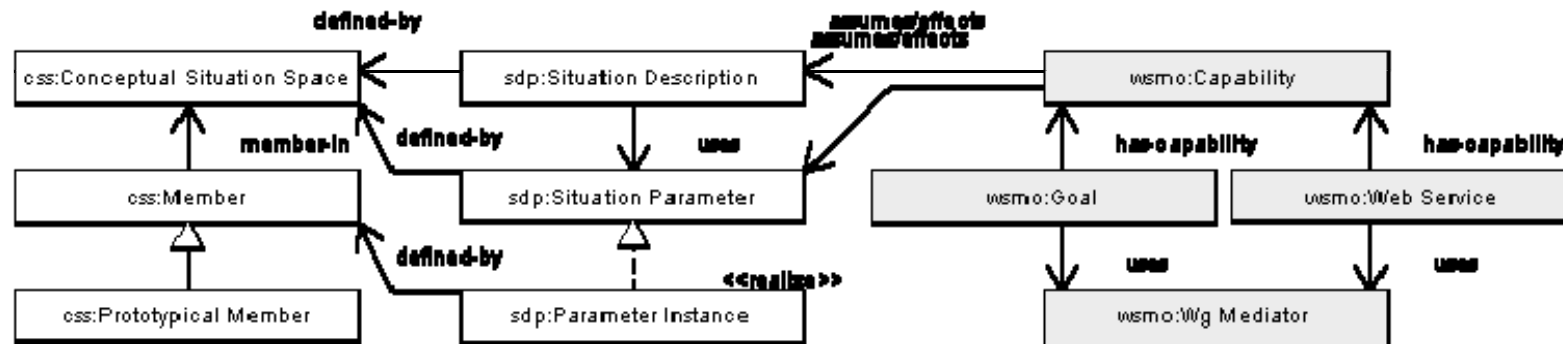 defined-by
assumes/effects
assumes/effects
css:Conceptual Situation Space
sdp:Situation Description
wsmo:Capability
member-in
defined-by
uses
has-capability
has-capability
css:Member
sdp:Situation Parameter
wsmo:Goal
wsmo:Web Service
defined-by
<<realize>>
uses
uses
css:Prototypical Member
sdp:Parameter Instance
wsmo:Wg Mediator